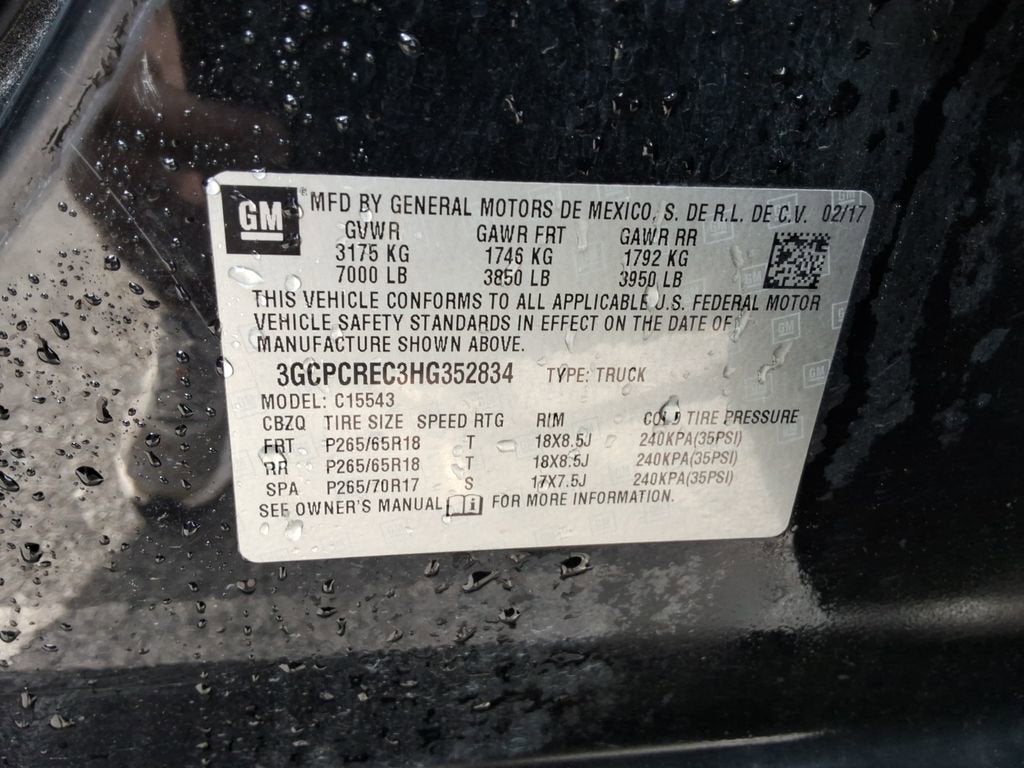 GM ® MFD BY GENERAL MOTORS DE MEXICO, S. DE R.L. DE C.V. 02/17
GVWR GAWR FRT GAWR RR
3175 KG 1746 KG 1792 KG
7000 LB 3850 LB 3950 LB
THIS VEHICLE CONFORMS TO ALL APPLICABLE U.S. FEDERAL MOTOR
VEHICLE SAFETY STANDARDS IN EFFECT ON THE DATE OF
MANUFACTURE SHOWN ABOVE.
3GCPCREC3HG352834 TYPE: TRUCK
MODEL: C15543
CBZQ TIRE SIZE SPEED RTG RIM COLD TIRE PRESSURE
FRT P265/65R18 T 18X8.5J 240KPA(35PSI)
RR P265/65R18 T 18X8.5J 240KPA(35PSI)
SPA P265/70R17 S 17X7.5J 240KPA(35PSI)
SEE OWNER'S MANUAL i FOR MORE INFORMATION.